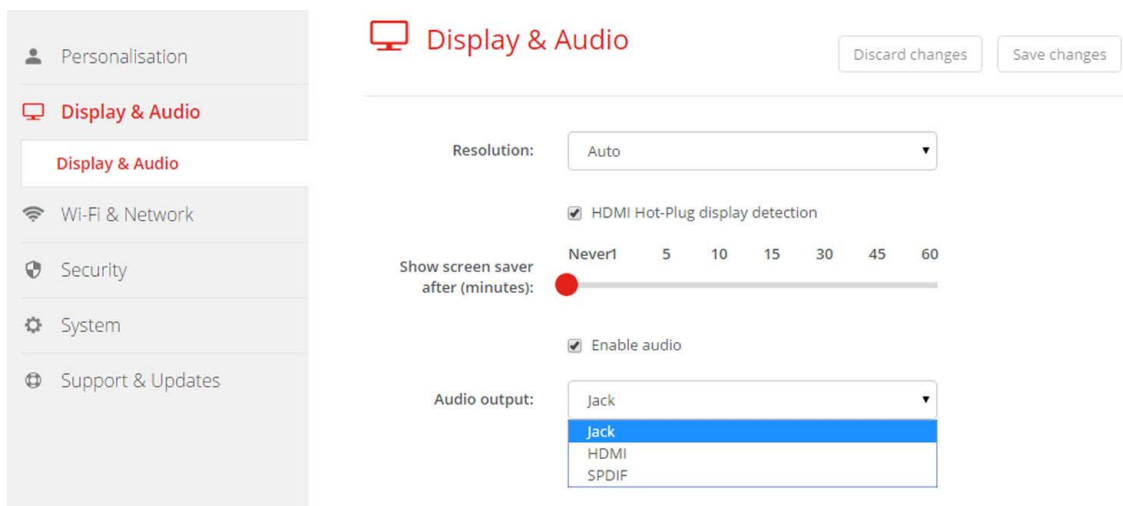 Personalisation
Display & Audio
Display & Audio
Wi-Fi & Network
Security
System
Support & Updates
Display & Audio
Discard changes
Save changes
Resolution:
Auto
HDMI Hot-Plug display detection
Show screen saver
after (minutes):
Never1 5 10 15 30 45 60
Enable audio
Audio output:
Jack
Jack
HDMI
SPDIF